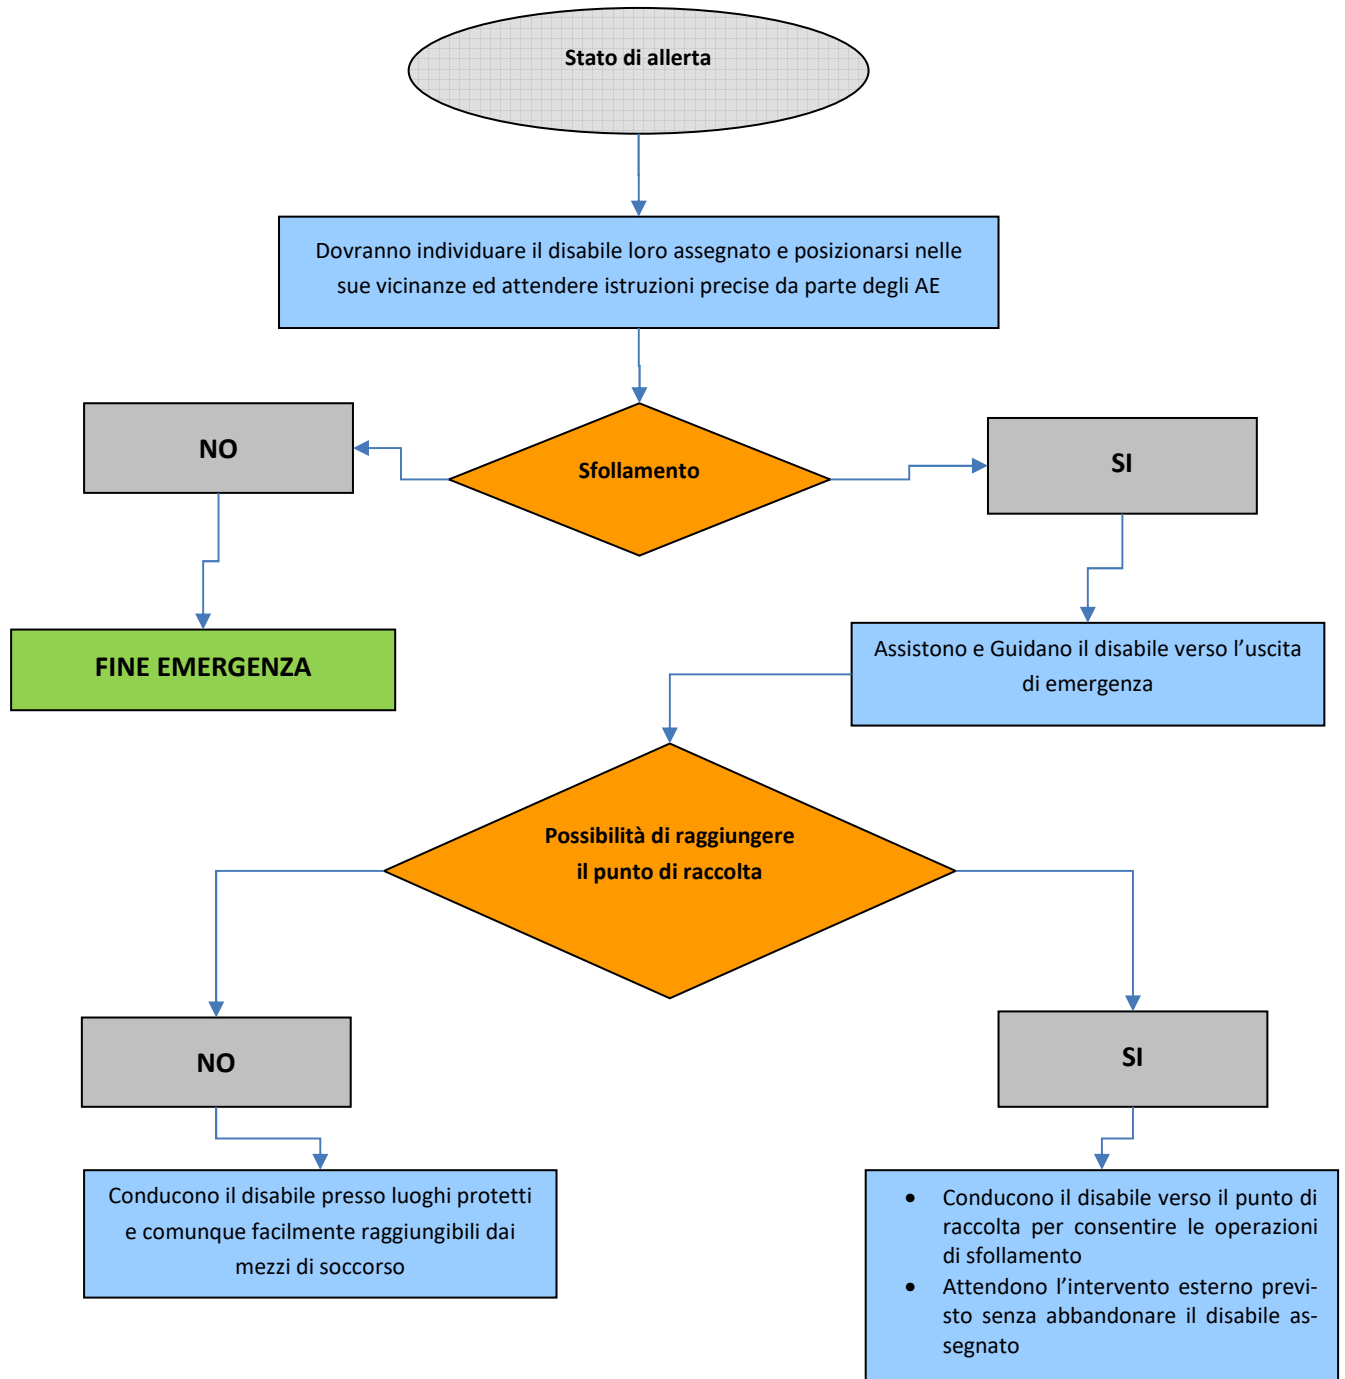 Stato di allerta
Dovranno individuare il disabile loro assegnato e posizionarsi nelle
sue vicinanze ed attendere istruzioni precise da parte degli AE
NO
Sfollamento
SI
FINE EMERGENZA
Assistono e Guidano il disabile verso l’uscita
di emergenza
Possibilità di raggiungere
il punto di raccolta
NO
SI
Conducono il disabile presso luoghi protetti
e comunque facilmente raggiungibili dai
mezzi di soccorso
• Conducono il disabile verso il punto di
raccolta per consentire le operazioni
di sfollamento
• Attendono l’intervento esterno previ-
sto senza abbandonare il disabile as-
segnato